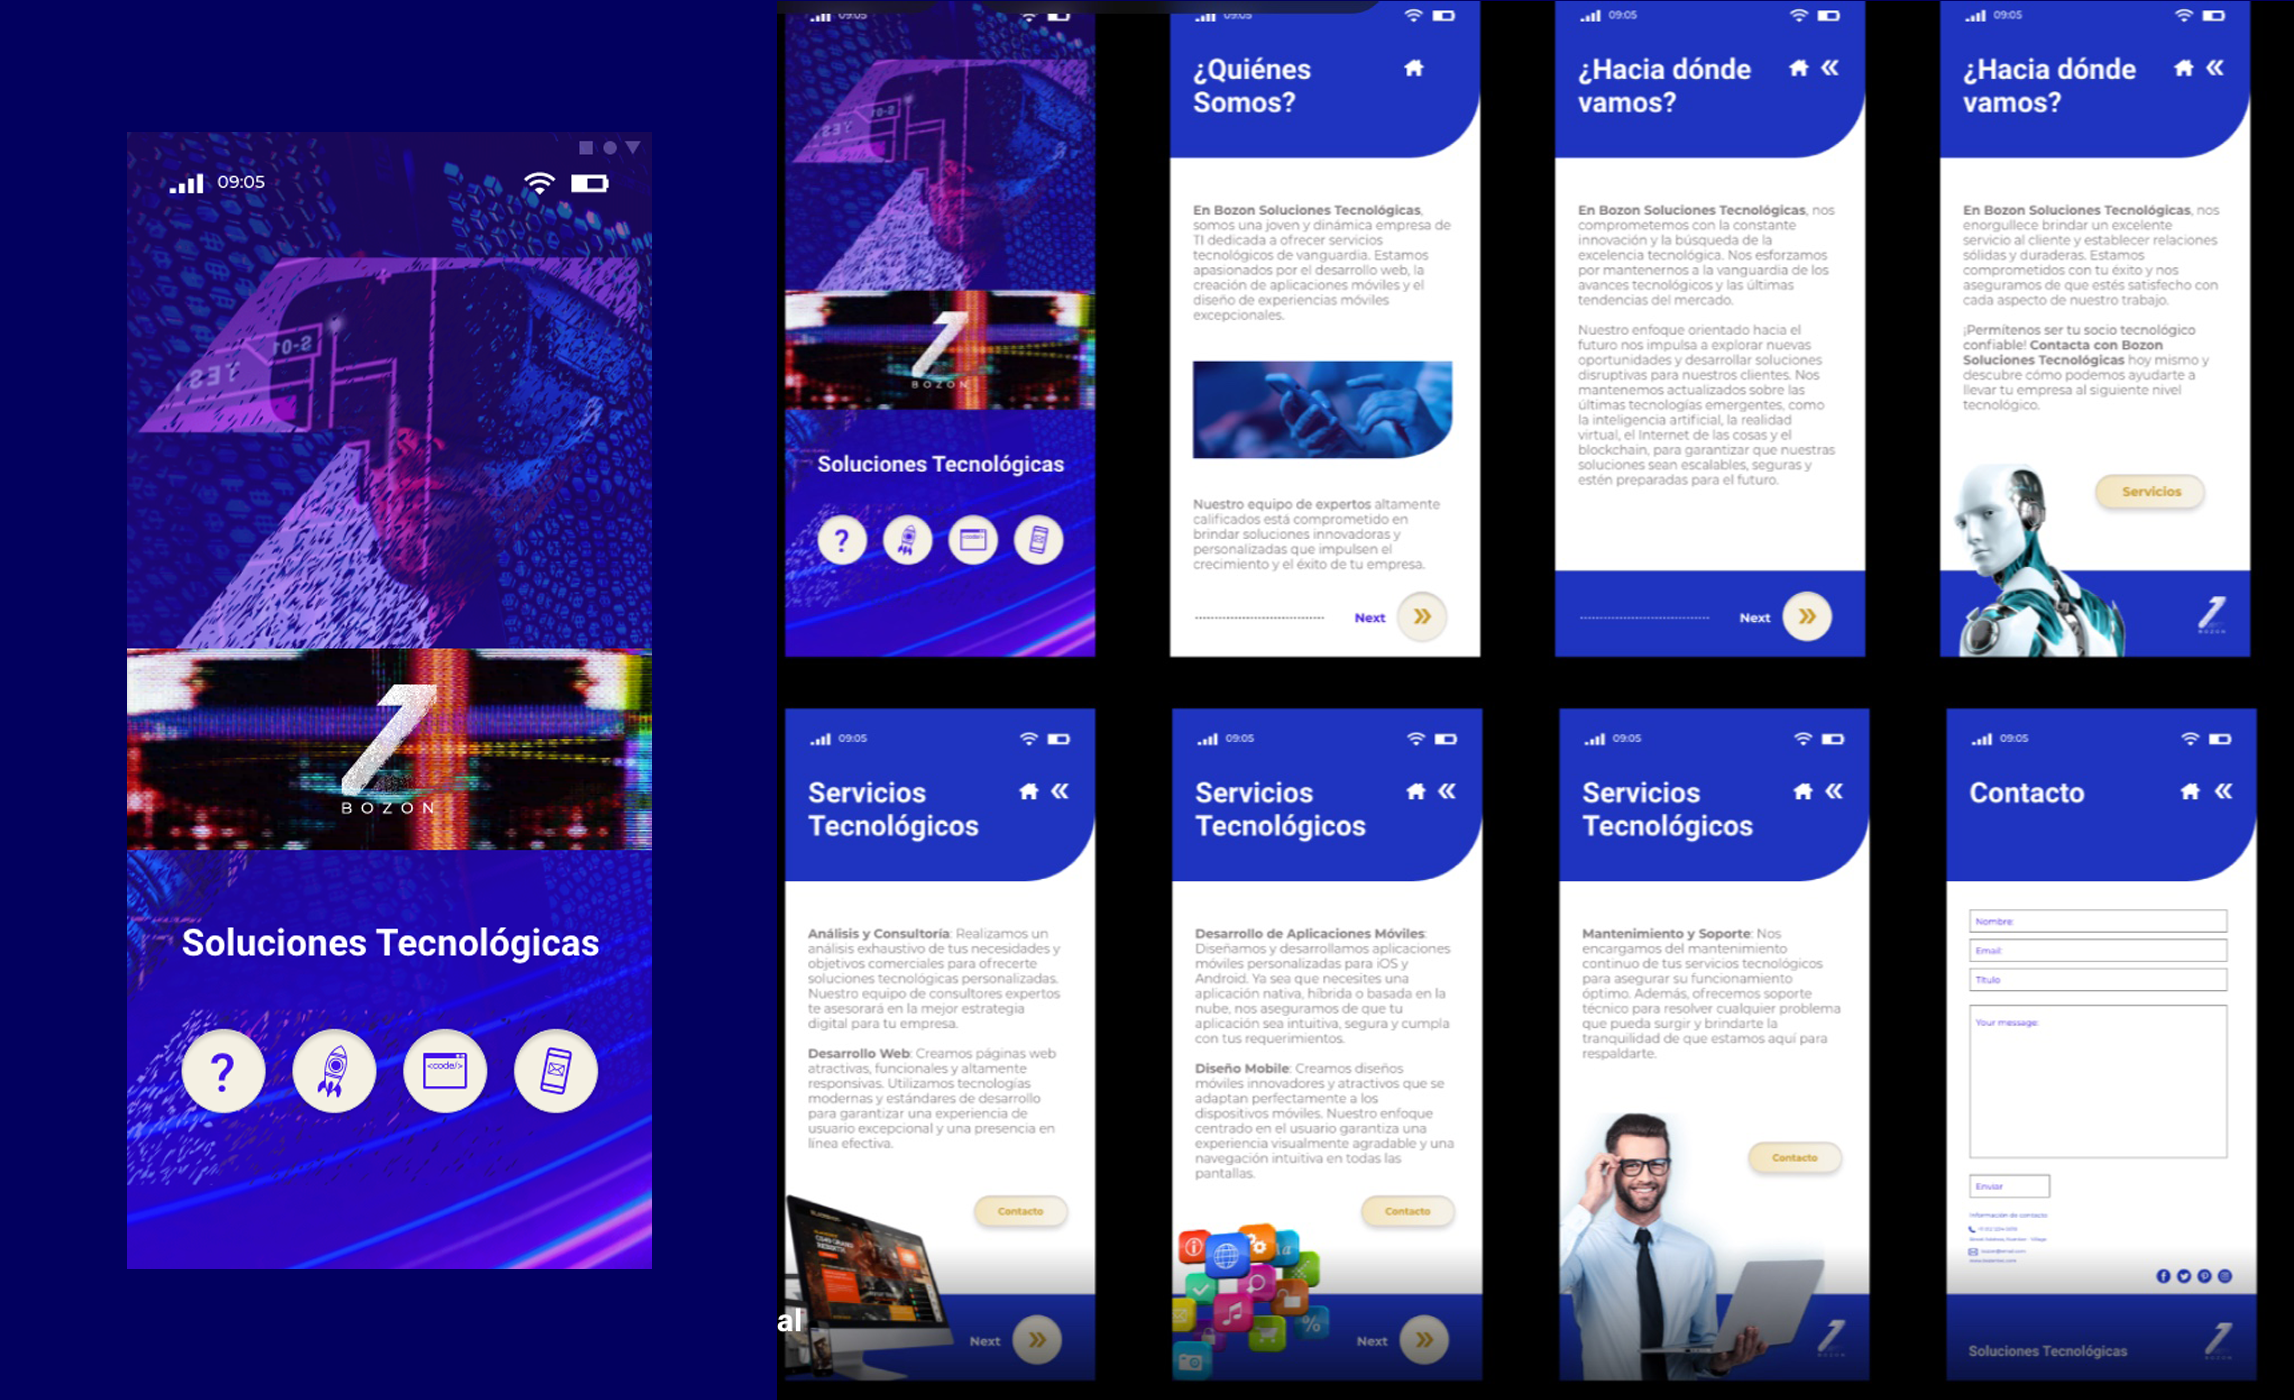 09:05
S-01
YES,
BOZON
Soluciones Tecnológicas
?
<code/>
09:05
S-01
YES
BOZON
Soluciones Tecnológicas
?
<code/>
09:05
¿Quiénes
Somos?
En Bozon Soluciones Tecnológicas,
somos una joven y dinámica empresa de
TI dedicada a ofrecer servicios
tecnológicos de vanguardia. Estamos
apasionados por el desarrollo web, la
creación de aplicaciones móviles y el
diseño de experiencias móviles
excepcionales.
Nuestro equipo de expertos altamente
calificados está comprometido en
brindar soluciones innovadoras y
personalizadas que impulsen el
crecimiento y el éxito de tu empresa.
Next
09:05
¿Hacia dónde
vamos?
En Bozon Soluciones Tecnológicas, nos
comprometemos con la constante
innovación y la búsqueda de la
excelencia tecnológica. Nos esforzamos
por mantenernos a la vanguardia de los
avances tecnológicos y las últimas
tendencias del mercado.
Nuestro enfoque orientado hacia el
futuro nos impulsa a explorar nuevas
oportunidades y desarrollar soluciones
disruptivas para nuestros clientes. Nos
mantenemos actualizados sobre las
últimas tecnologías emergentes, como
la inteligencia artificial, la realidad
virtual, el Internet de las cosas y el
blockchain, para garantizar que nuestras
soluciones sean escalables, seguras y
estén preparadas para el futuro.
Next
09:05
¿Hacia dónde
vamos?
En Bozon Soluciones Tecnológicas, nos
enorgullece brindar un excelente
servicio al cliente y establecer relaciones
sólidas y duraderas. Estamos
comprometidos con tu éxito y nos
aseguramos de que estés satisfecho con
cada aspecto de nuestro trabajo.
¡Permítenos ser tu socio tecnológico
confiable! Contacta con Bozon
Soluciones Tecnológicas hoy mismo y
descubre cómo podemos ayudarte a
llevar tu empresa al siguiente nivel
tecnológico.
Servicios
BOZON
09:05
Servicios
Tecnológicos
Análisis y Consultoría: Realizamos un
análisis exhaustivo de tus necesidades y
objetivos comerciales para ofrecerte
soluciones tecnológicas personalizadas.
Nuestro equipo de consultores expertos
te asesorará en la mejor estrategia
digital para tu empresa.
Desarrollo Web: Creamos páginas web
atractivas, funcionales y altamente
responsivas. Utilizamos tecnologías
modernas y estándares de desarrollo
para garantizar una experiencia de
usuario excepcional y una presencia en
línea efectiva.
Contacto
al
Next
09:05
Servicios
Tecnológicos
Desarrollo de Aplicaciones Móviles:
Diseñamos y desarrollamos aplicaciones
móviles personalizadas para iOS y
Android. Ya sea que necesites una
aplicación nativa, híbrida o basada en la
nube, nos aseguramos de que tu
aplicación sea intuitiva, segura y cumpla
con tus requerimientos.
Diseño Mobile: Creamos diseños
móviles innovadores y atractivos que se
adaptan perfectamente a los
dispositivos móviles. Nuestro enfoque
centrado en el usuario garantiza una
experiencia visualmente agradable y una
navegación intuitiva en todas las
pantallas.
Contacto
Next
09:05
Servicios
Tecnológicos
Mantenimiento y Soporte: Nos
encargamos del mantenimiento
continuo de tus servicios tecnológicos
para asegurar su funcionamiento
óptimo. Además, ofrecemos soporte
técnico para resolver cualquier problema
que pueda surgir y brindarte la
tranquilidad de que estamos aquí para
respaldarte.
Contacto
BOZON
09:05
Contacto
Nombre:
Email:
Título
Your message:
Enviar
Información de contacto
Soluciones Tecnológicas
BOZON